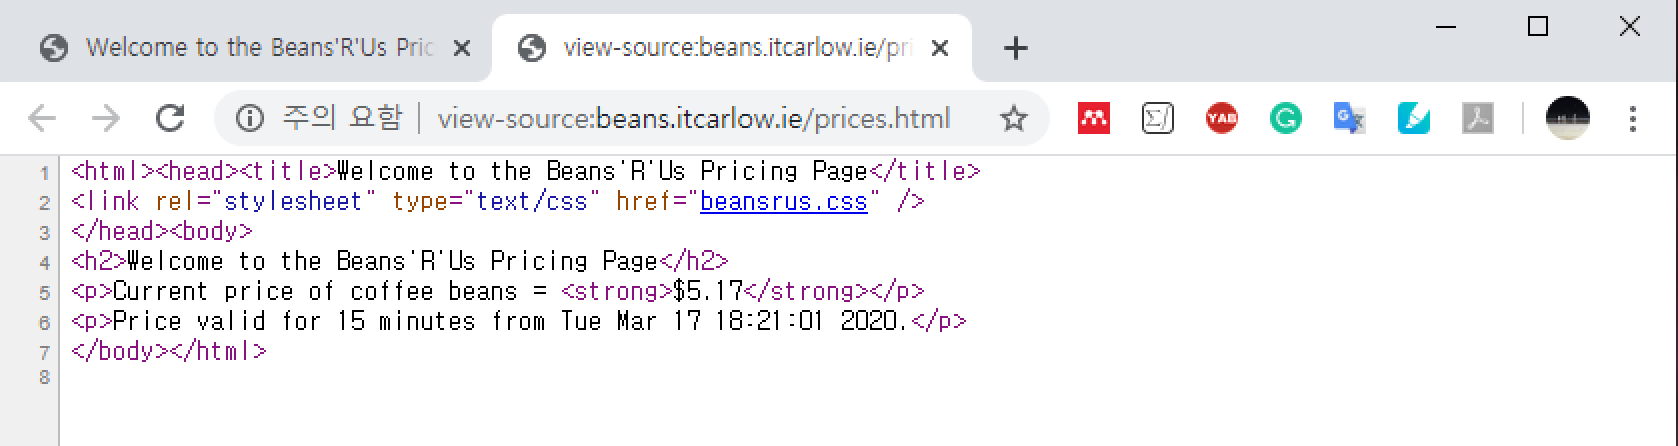 Welcome to the Beans'R'Us Pric
view-source:beans.itcarlow.ie/pri
주의 요함 | view-source:beans.itcarlow.ie/prices.html
Σ
YAB
G
G
1 <html><head><title>Welcome to the Beans'R'Us Pricing Page</title>
2 <link rel="stylesheet" type="text/css" href="beansrus.css" />
3 </head><body>
4 <h2>Welcome to the Beans'R'Us Pricing Page</h2>
5 <p>Current price of coffee beans = <strong>$5.17</strong></p>
6 <p>Price valid for 15 minutes from Tue Mar 17 18:21:01 2020.</p>
7 </body></html>
8